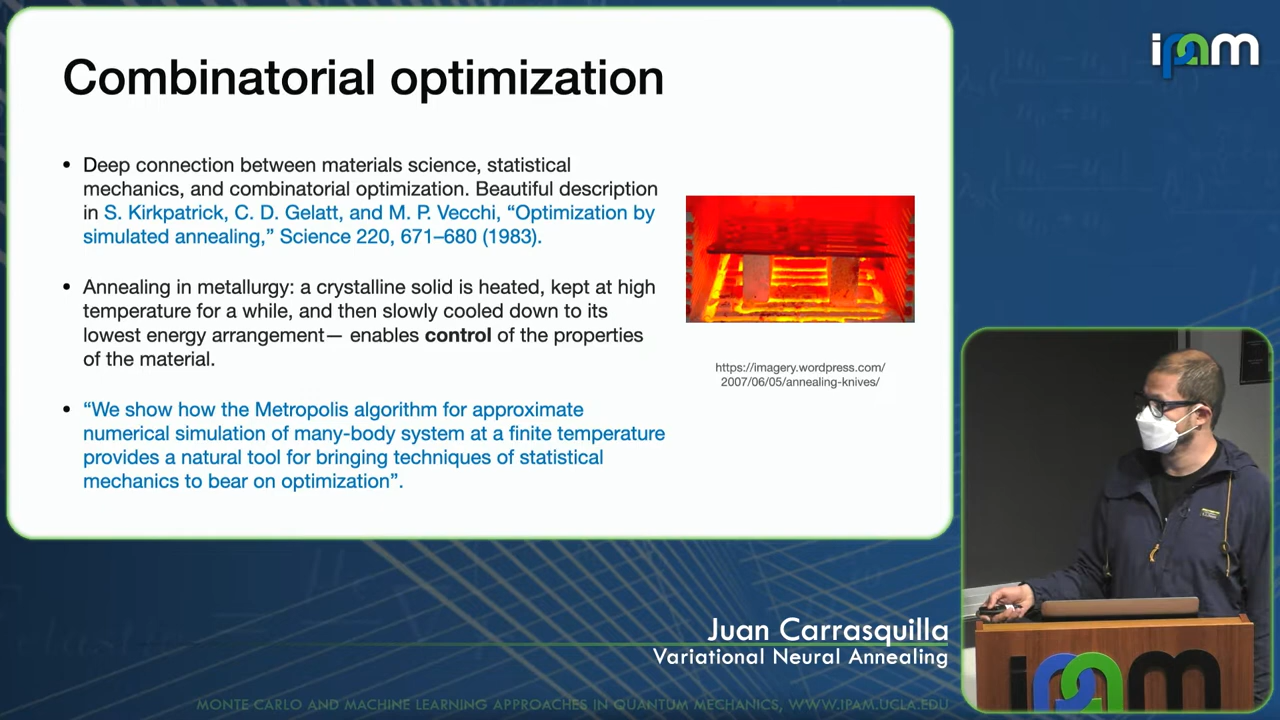 Combinatorial optimization
• Deep connection between materials science, statistical
mechanics, and combinatorial optimization. Beautiful description
in S. Kirkpatrick, C. D. Gelatt, and M. P. Vecchi, “Optimization by
simulated annealing,” Science 220, 671–680 (1983).
• Annealing in metallurgy: a crystalline solid is heated, kept at high
temperature for a while, and then slowly cooled down to its
lowest energy arrangement— enables control of the properties
of the material.
• “We show how the Metropolis algorithm for approximate
numerical simulation of many-body system at a finite temperature
provides a natural tool for bringing techniques of statistical
mechanics to bear on optimization”.
https://imagery.wordpress.com/
2007/06/05/annealing-knives/
ipam
Juan Carrasquilla
Variational Neural Annealing
ipam
MONTE CARLO AND MACHINE LEARNING APPROACHES IN QUANTUM MECHANICS, WWW.IPAM.UCLA.EDU